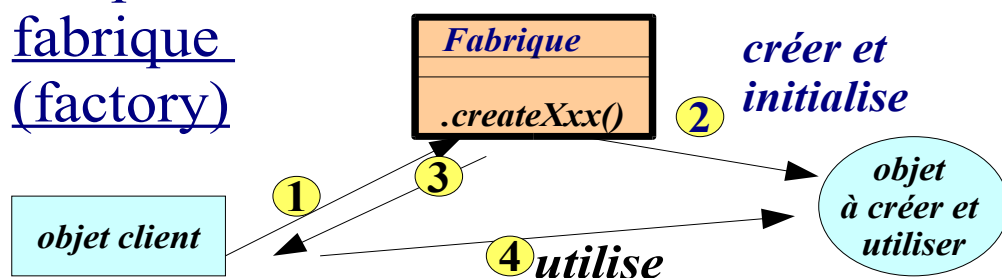 fabrique
(factory)
Fabrique
.createXxx()
créer et
initialise
2
1
3
objet client
objet
à créer et
utiliser
4 utilise